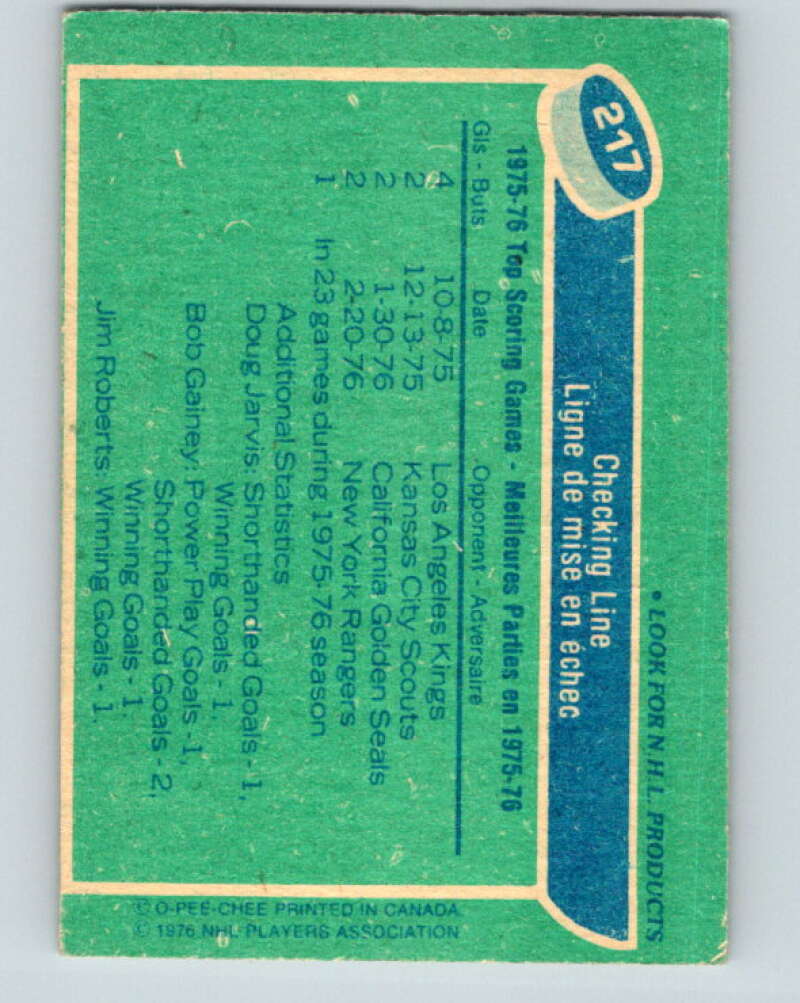 • LOOK FOR N.H.L. PRODUCTS
217
Checking Line
Ligne de mise en échec
1975-76 Top Scoring Games - Meilleures Parties en 1975-76
Gls - Buts Date Opponent - Adversaire
4 10-8-75 Los Angeles Kings
2 12-13-75 Kansas City Scouts
2 1-30-76 California Golden Seals
2 2-20-76 New York Rangers
1 In 23 games during 1975-76 season
Additional Statistics
Doug Jarvis: Shorthanded Goals - 1,
Winning Goals - 1.
Bob Gainey: Power Play Goals - 1,
Shorthanded Goals - 2,
Winning Goals - 1.
Jim Roberts: Winning Goals - 1.
© O-PEE-CHEE PRINTED IN CANADA
© 1976 NHL PLAYERS ASSOCIATION